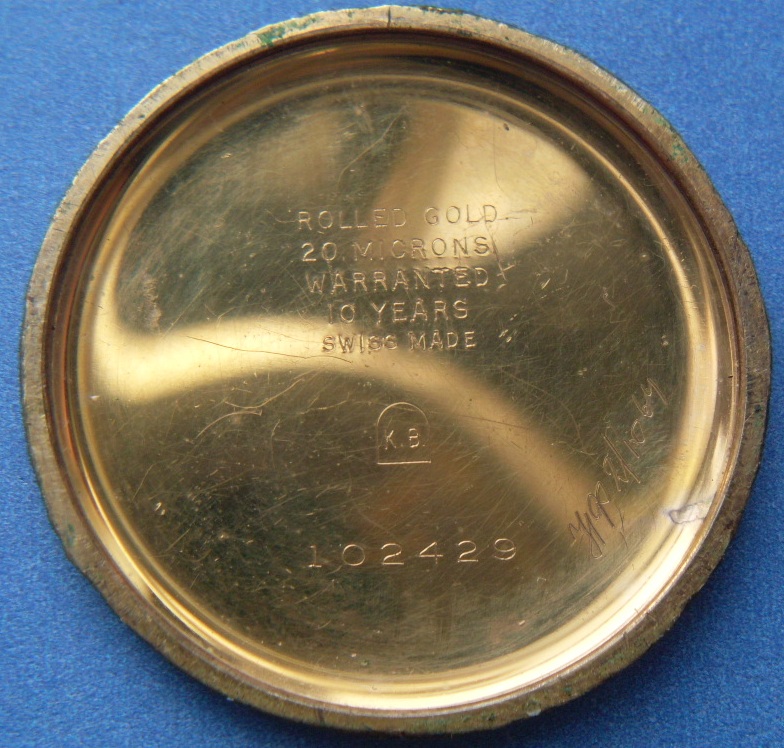 ROLLED GOLD
20 MICRONS
WARRANTED
10 YEARS
SWISS MADE
K.B.
102429